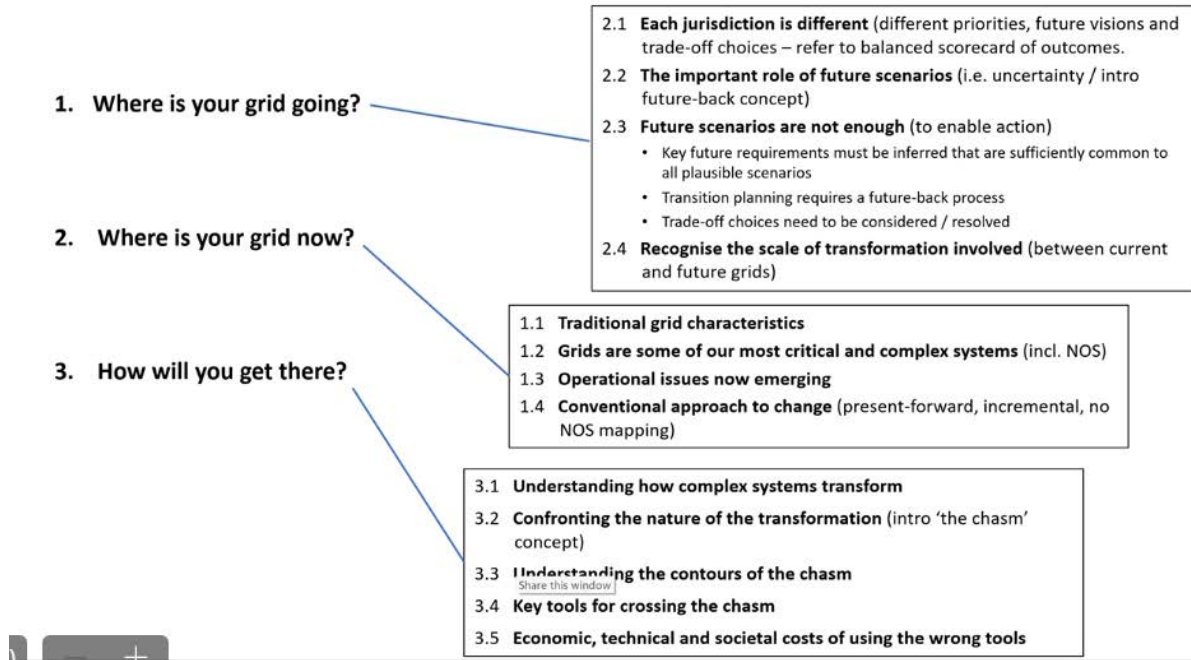 1. Where is your grid going?
2.1 Each jurisdiction is different (different priorities, future visions and
trade-off choices – refer to balanced scorecard of outcomes.
2.2 The important role of future scenarios (i.e. uncertainty / intro
future-back concept)
2.3 Future scenarios are not enough (to enable action)
• Key future requirements must be inferred that are sufficiently common to
all plausible scenarios
• Transition planning requires a future-back process
• Trade-off choices need to be considered / resolved
2.4 Recognise the scale of transformation involved (between current
and future grids)
2. Where is your grid now?
1.1 Traditional grid characteristics
1.2 Grids are some of our most critical and complex systems (incl. NOS)
1.3 Operational issues now emerging
1.4 Conventional approach to change (present-forward, incremental, no
NOS mapping)
3. How will you get there?
3.1 Understanding how complex systems transform
3.2 Confronting the nature of the transformation (intro ‘the chasm’
concept)
3.3 Understanding the contours of the chasm
Share this window
3.4 Key tools for crossing the chasm
3.5 Economic, technical and societal costs of using the wrong tools